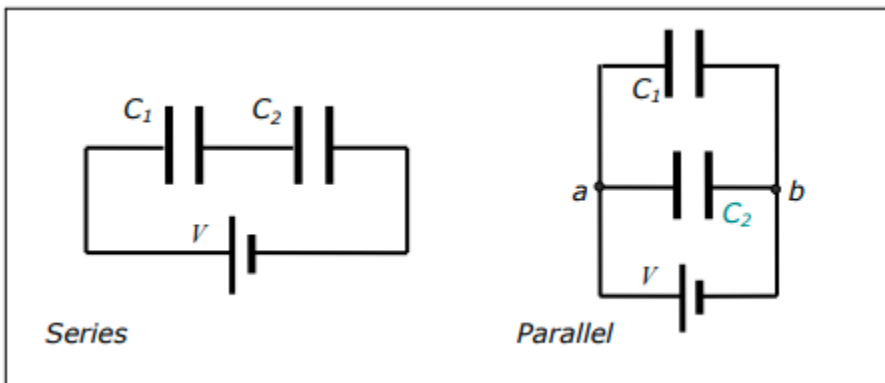 C₁ C₂
V
Series
C₁
a b
C₂
V
Parallel